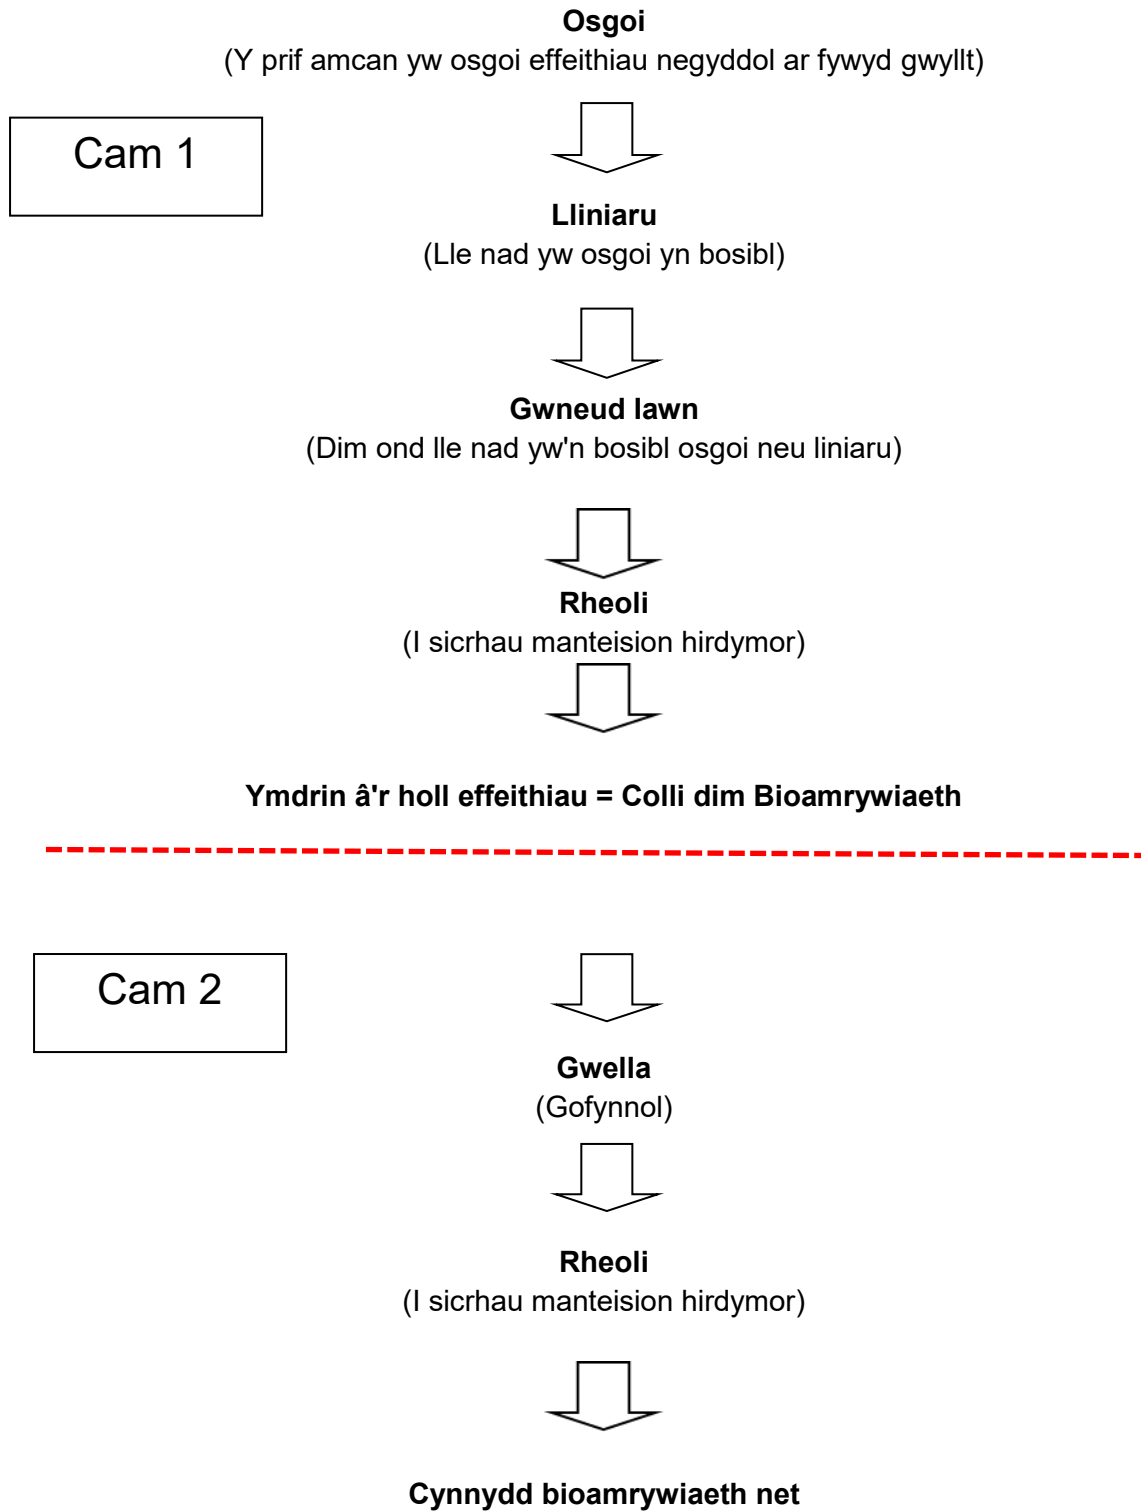 Osgoi
(Y prif amcan yw osgoi effeithiau negyddol ar fywyd gwyllt)
Cam 1
Lliniaru
(Lle nad yw osgoi yn bosibl)
Gwneud Iawn
(Dim ond lle nad yw'n bosibl osgoi neu liniaru)
Rheoli
(I sicrhau manteision hirdymor)
Ymdrin â'r holl effeithiau = Colli dim Bioamrywiaeth
Cam 2
Gwella
(Gofynnol)
Rheoli
(I sicrhau manteision hirdymor)
Cynnydd bioamrywiaeth net